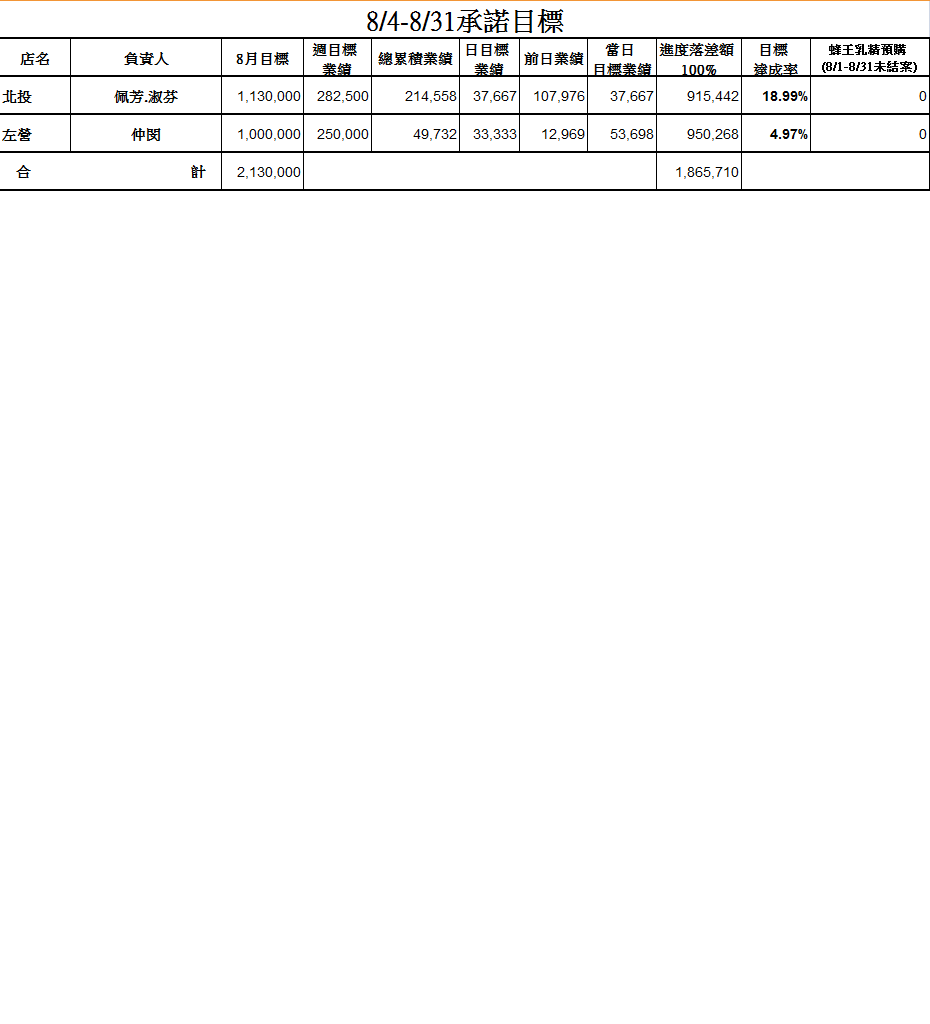 8/4-8/31承諾目標
店名 負責人 8月目標 週目標業績 總累積業績 日目標業績 前日業績 當日目標業績 進度落差額100% 目標達成率 蜂王乳精預購(8/1-8/31未結案)
北投 佩芳.淑芬 1,130,000 282,500 214,558 37,667 107,976 37,667 915,442 18.99% 0
左營 仲閔 1,000,000 250,000 49,732 33,333 12,969 53,698 950,268 4.97% 0
合 計 2,130,000 1,865,710